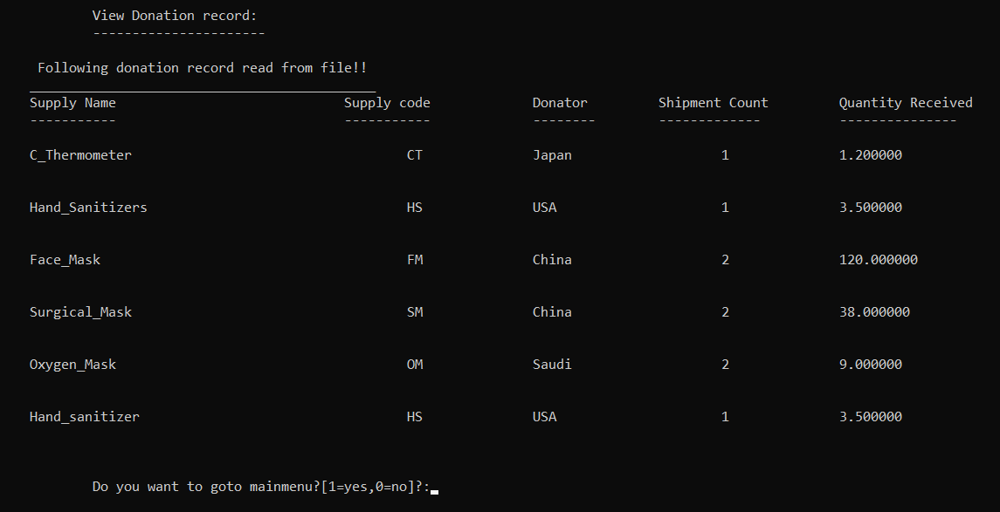 View Donation record:
----------------------
Following donation record read from file!!
____________________________________________
Supply Name Supply code Donator Shipment Count Quantity Received
----------- ----------- -------- ------------- ---------------
C_Thermometer CT Japan 1 1.200000
Hand_Sanitizers HS USA 1 3.500000
Face_Mask FM China 2 120.000000
Surgical_Mask SM China 2 38.000000
Oxygen_Mask OM Saudi 2 9.000000
Hand_sanitizer HS USA 1 3.500000
Do you want to goto mainmenu?[1=yes,0=no]?: